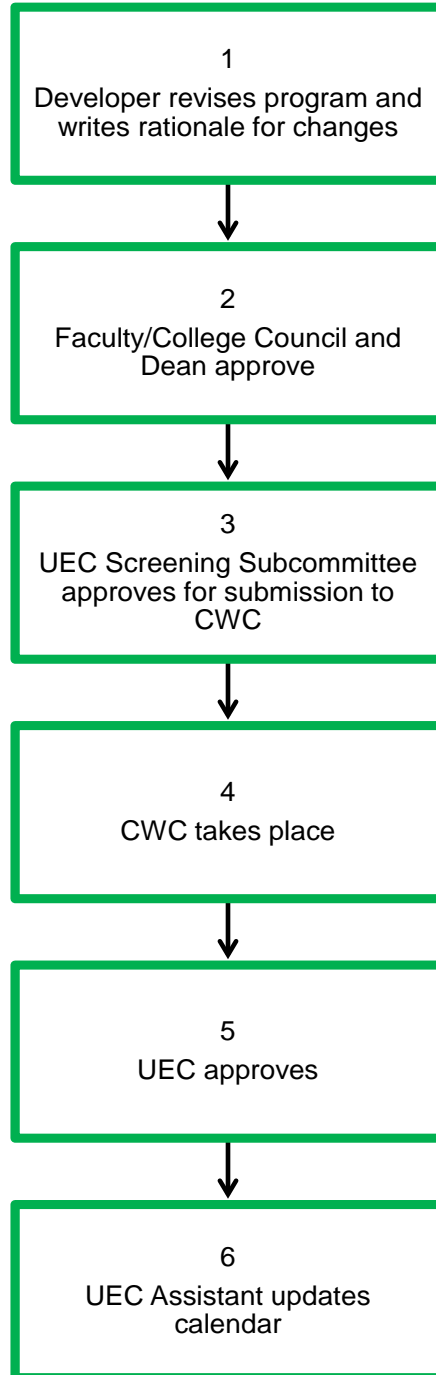 1
Developer revises program and
writes rationale for changes
2
Faculty/College Council and
Dean approve
3
UEC Screening Subcommittee
approves for submission to
CWC
4
CWC takes place
5
UEC approves
6
UEC Assistant updates
calendar